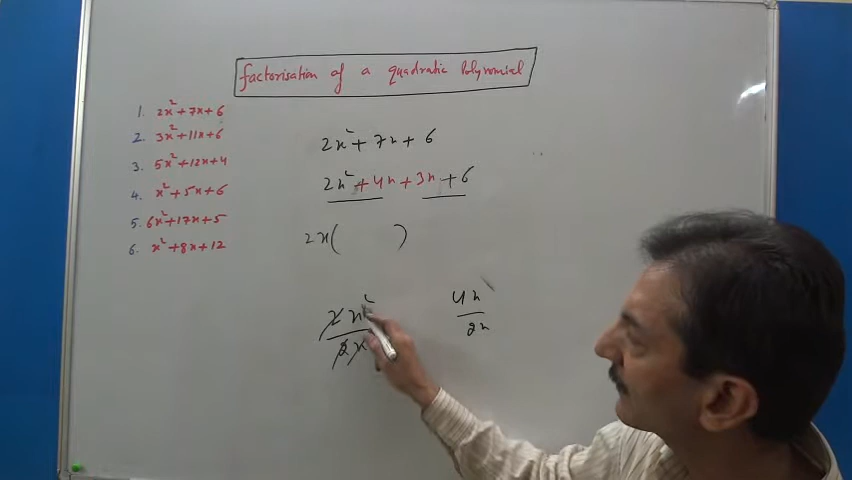 factorisation of a quadratic Polynomial
1. 2x²+7x+6
2. 3x²+11x+6
3. 5x²+12x+4
4. x²+5x+6
5. 6x²+17x+5
6. x²+8x+12
2x²+7x+6
2x²+4x+3x+6
2x( )
2x²
2x
4x
2x